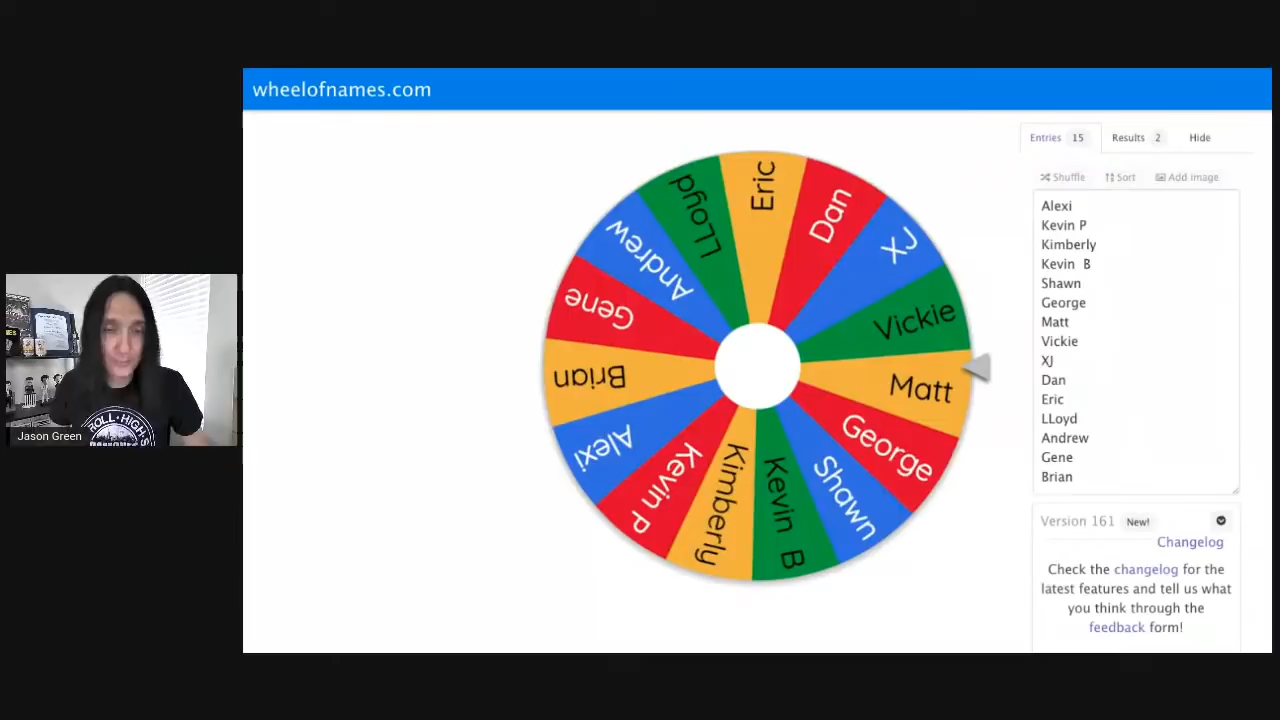 wheelofnames.com
Entries 15 Results 2 Hide
Shuffle Sort Add image
Alexi
Kevin P
Kimberly
Kevin  B
Shawn
George
Matt
Vickie
XJ
Dan
Eric
LLoyd
Andrew
Gene
Brian
Version 161 New!
Changelog
Check the changelog for the
latest features and tell us what
you think through the
feedback form!
Eric
Dan
XJ
Vickie
Matt
George
Shawn
Kevin  B
Kimberly
Kevin P
Alexi
Brian
Gene
Andrew
LLoyd
ROLL·HIGH·S
Jason Green